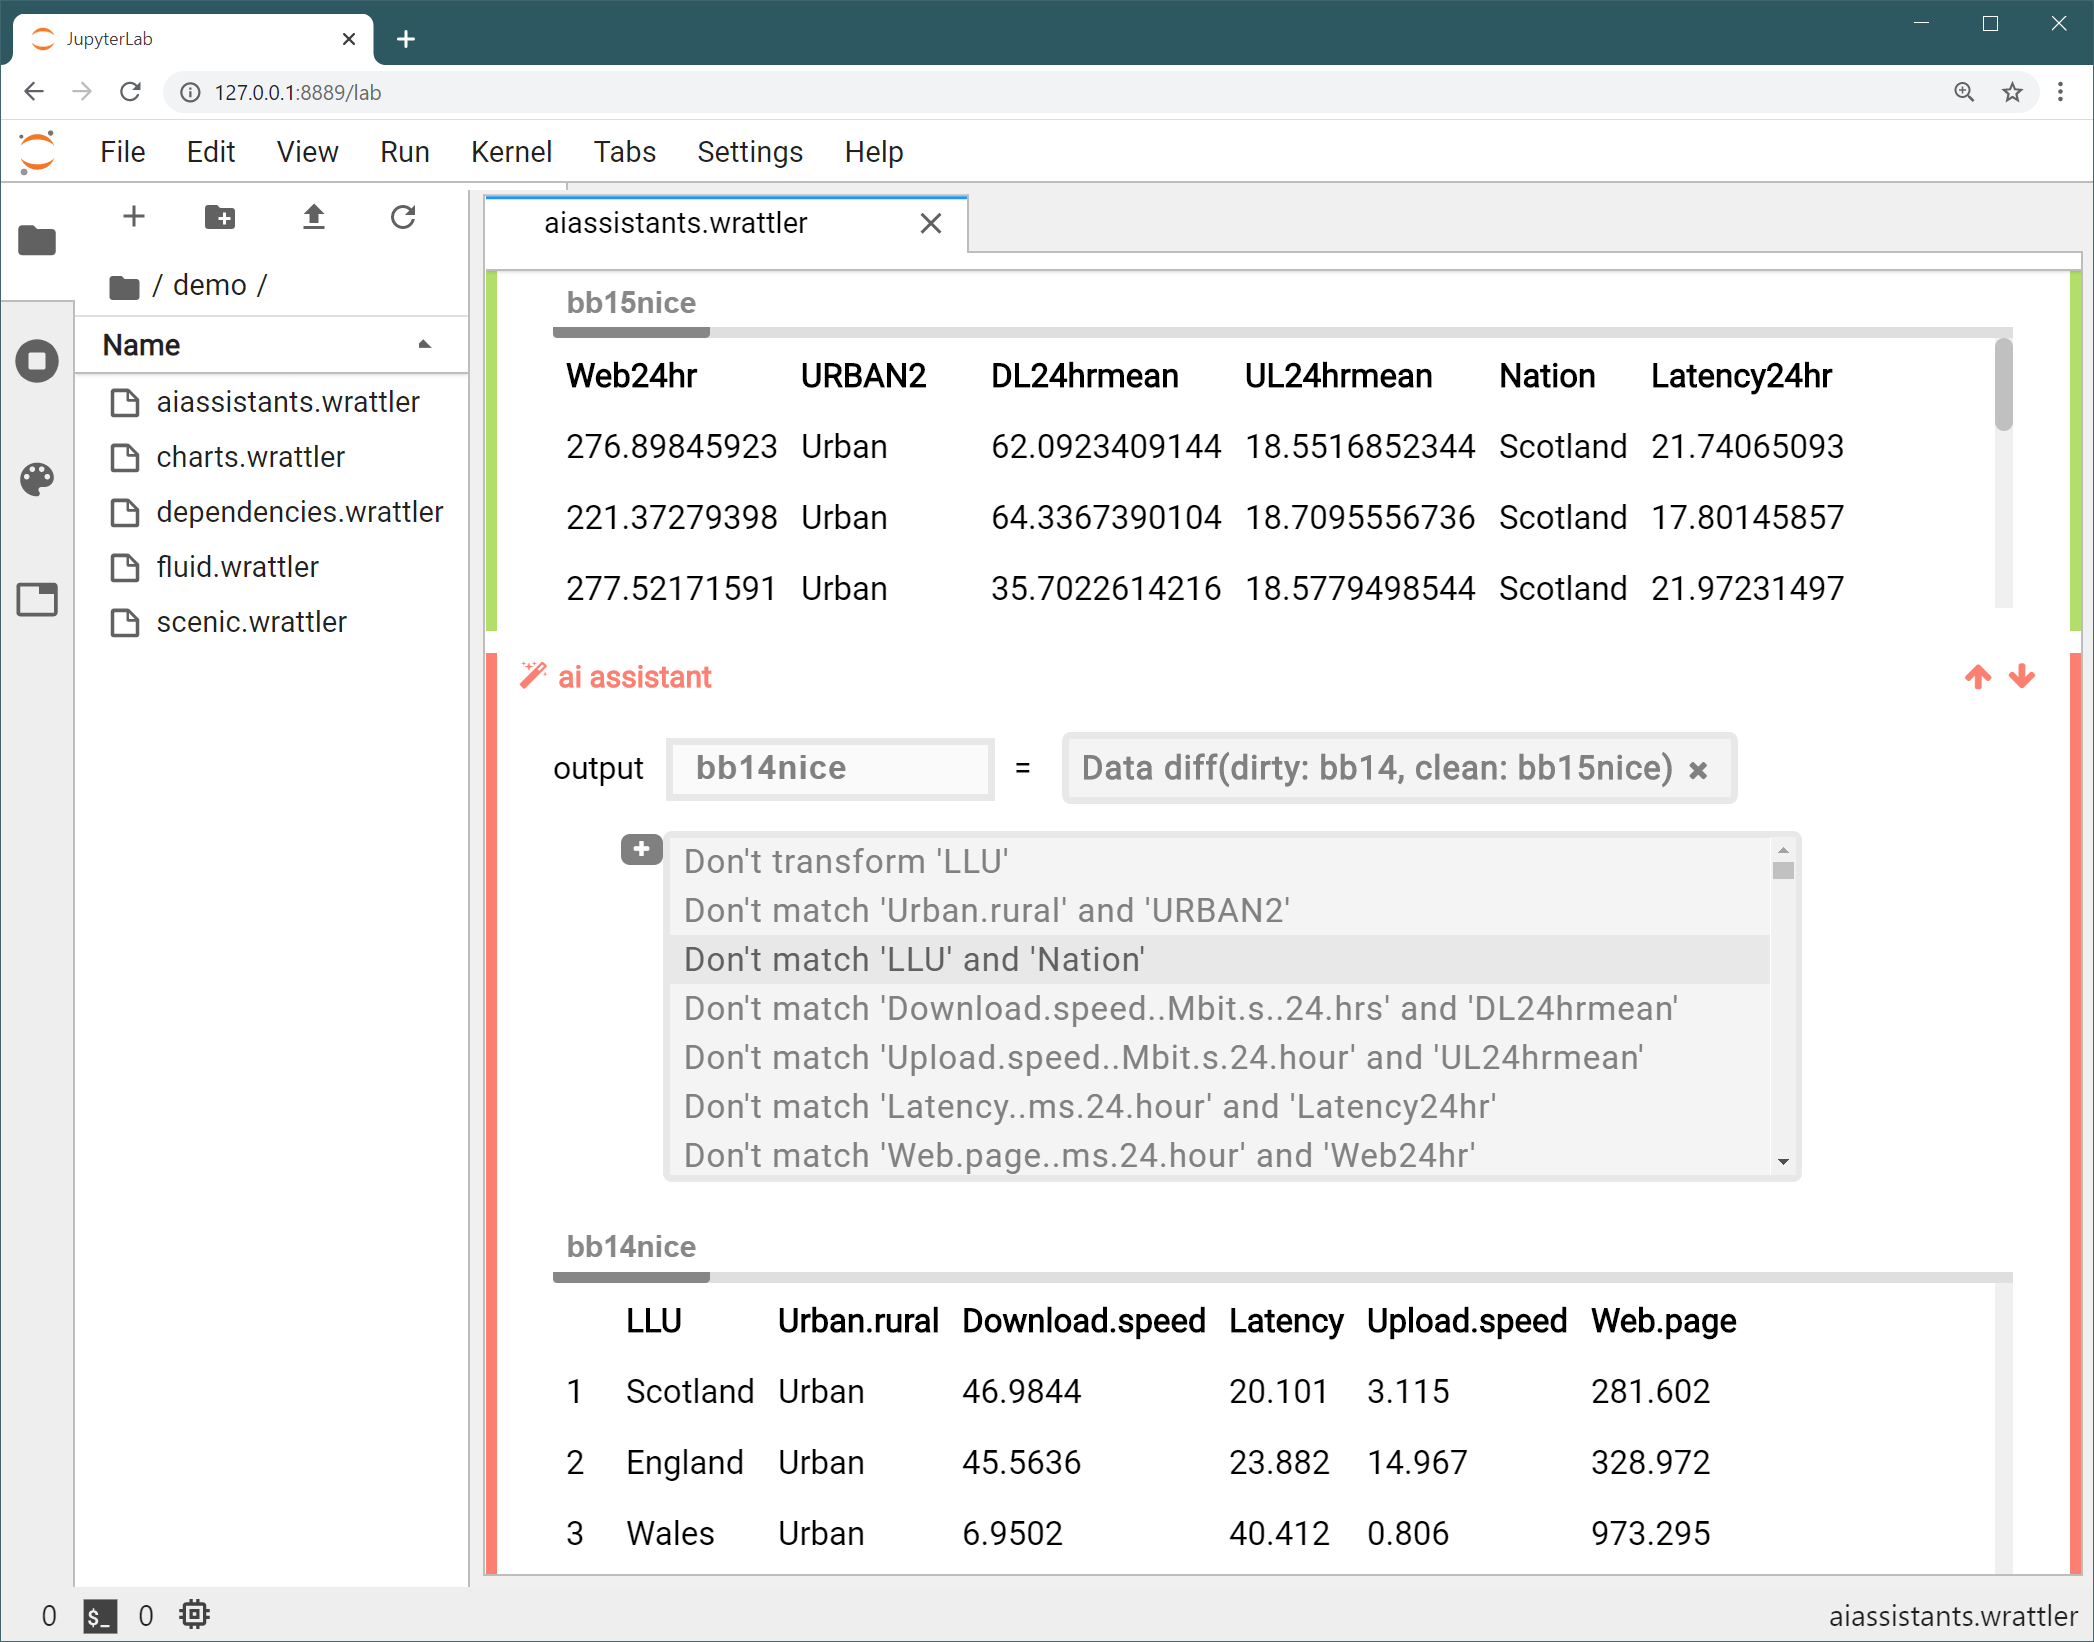 JupyterLab
127.0.0.1:8889/lab
File Edit View Run Kernel Tabs Settings Help
/ demo /
Name
aiassistants.wrattler
charts.wrattler
dependencies.wrattler
fluid.wrattler
scenic.wrattler
aiassistants.wrattler
bb15nice
Web24hr URBAN2 DL24hrmean UL24hrmean Nation Latency24hr
276.89845923 Urban 62.0923409144 18.5516852344 Scotland 21.74065093
221.37279398 Urban 64.3367390104 18.7095556736 Scotland 17.80145857
277.52171591 Urban 35.7022614216 18.5779498544 Scotland 21.97231497
ai assistant
output bb14nice = Data diff(dirty: bb14, clean: bb15nice)
Don't transform 'LLU'
Don't match 'Urban.rural' and 'URBAN2'
Don't match 'LLU' and 'Nation'
Don't match 'Download.speed..Mbit.s..24.hrs' and 'DL24hrmean'
Don't match 'Upload.speed..Mbit.s.24.hour' and 'UL24hrmean'
Don't match 'Latency..ms.24.hour' and 'Latency24hr'
Don't match 'Web.page..ms.24.hour' and 'Web24hr'
bb14nice
LLU Urban.rural Download.speed Latency Upload.speed Web.page
1 Scotland Urban 46.9844 20.101 3.115 281.602
2 England Urban 45.5636 23.882 14.967 328.972
3 Wales Urban 6.9502 40.412 0.806 973.295
0 $_ 0 aiassistants.wrattler